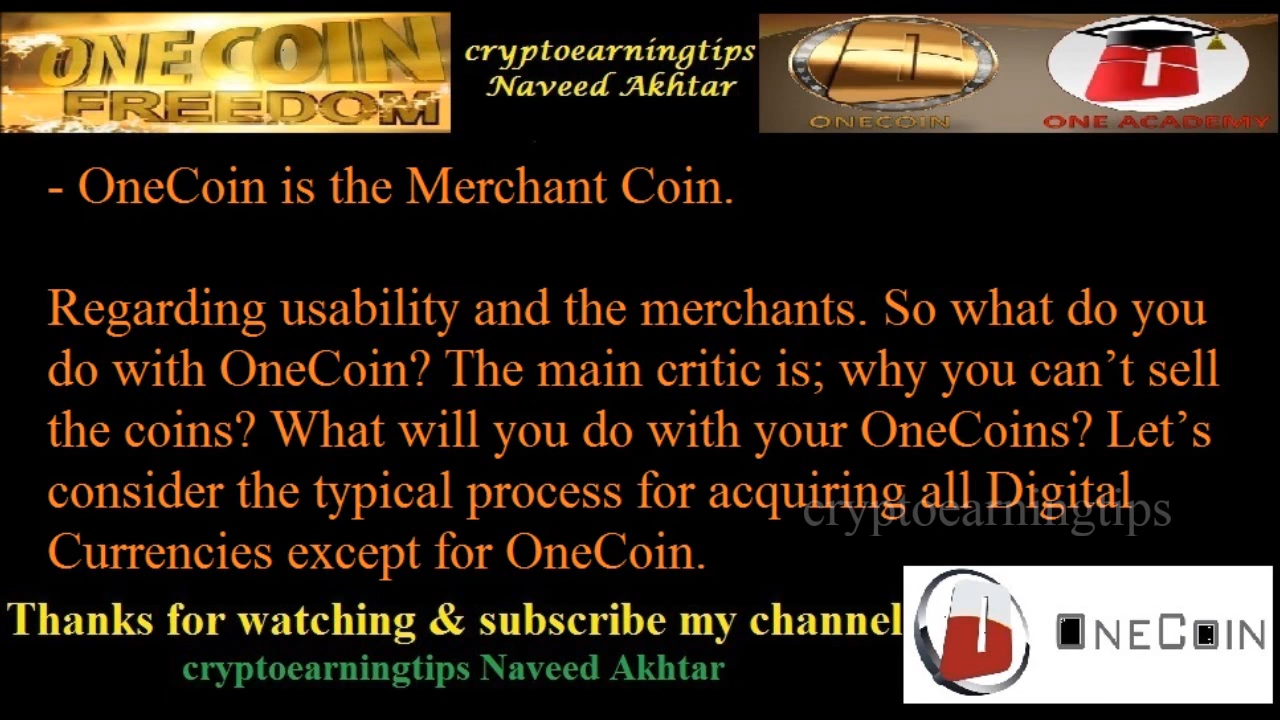 ONECOIN
FREEDOM
cryptoearningtips
Naveed Akhtar
ONECOIN
ONE ACADEMY
- OneCoin is the Merchant Coin.
Regarding usability and the merchants. So what do you
do with OneCoin? The main critic is; why you can’t sell
the coins? What will you do with your OneCoins? Let’s
consider the typical process for acquiring all Digital
cryptoearningtips
Currencies except for OneCoin.
Thanks for watching & subscribe my channel
cryptoearningtips Naveed Akhtar
ONECOIN